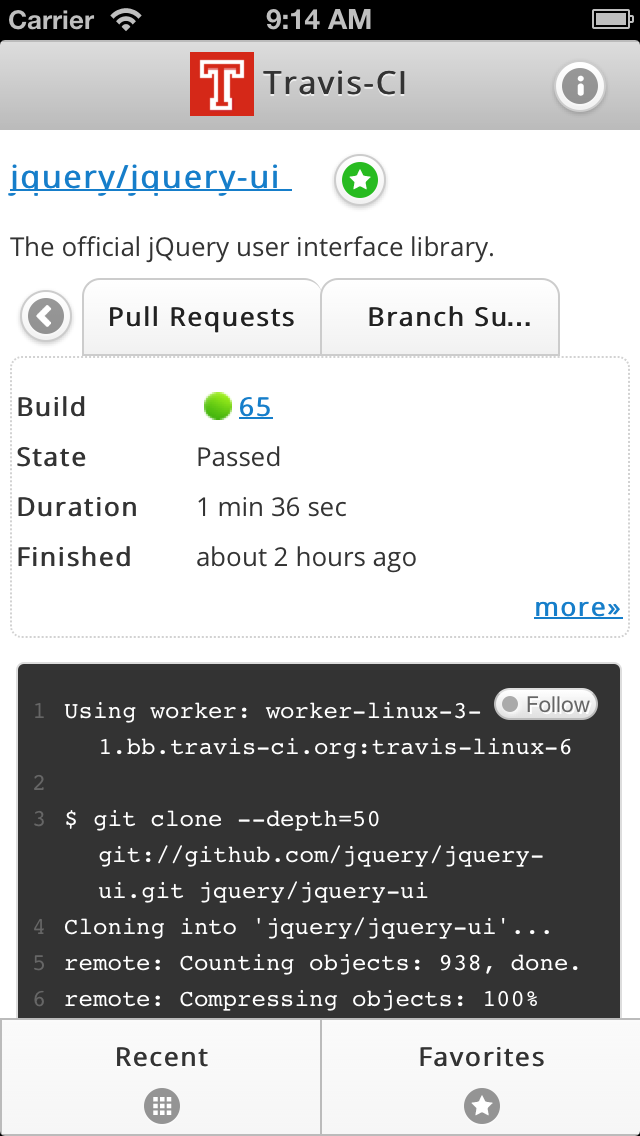 Carrier 9:14 AM
T Travis-CI
jquery/jquery-ui
The official jQuery user interface library.
Pull Requests Branch Su...
Build 65
State Passed
Duration 1 min 36 sec
Finished about 2 hours ago
more»
Follow
1 Using worker: worker-linux-3-
1.bb.travis-ci.org:travis-linux-6
2
3 $ git clone --depth=50
git://github.com/jquery/jquery-
ui.git jquery/jquery-ui
4 Cloning into 'jquery/jquery-ui'...
5 remote: Counting objects: 938, done.
6 remote: Compressing objects: 100%
Recent Favorites